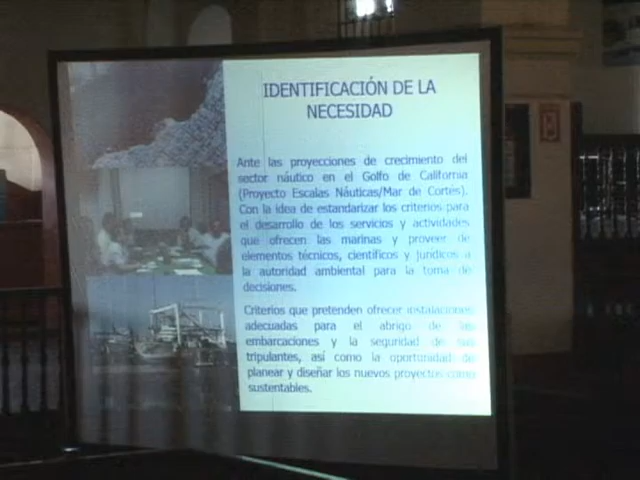 IDENTIFICACIÓN DE LA
NECESIDAD
Ante las proyecciones de crecimiento del
sector náutico en el Golfo de California
(Proyecto Escalas Náuticas/Mar de Cortés).
Con la idea de estandarizar los criterios para
el desarrollo de los servicios y actividades
que ofrecen las marinas y proveer de
elementos técnicos, científicos y jurídicos a
la autoridad ambiental para la toma de
decisiones.
Criterios que pretenden ofrecer instalaciones
adecuadas para el abrigo de las
embarcaciones y la seguridad de sus
tripulantes, así como la oportunidad de
planear y diseñar los nuevos proyectos como
sustentables.